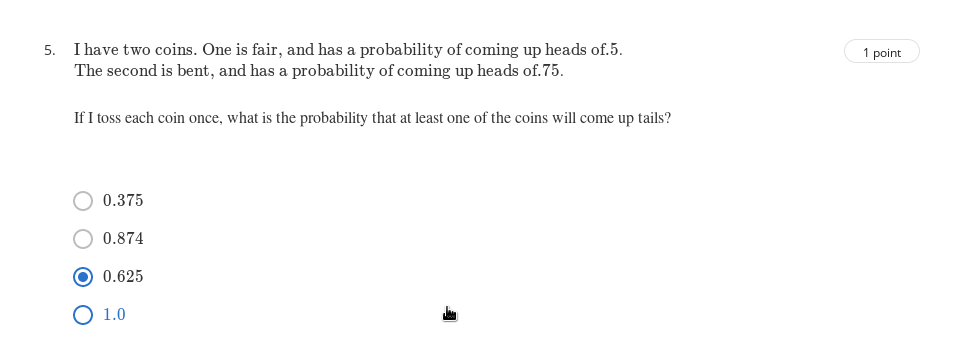 5. I have two coins. One is fair, and has a probability of coming up heads of.5.
1 point
The second is bent, and has a probability of coming up heads of.75.
If I toss each coin once, what is the probability that at least one of the coins will come up tails?
0.375
0.874
0.625
1.0